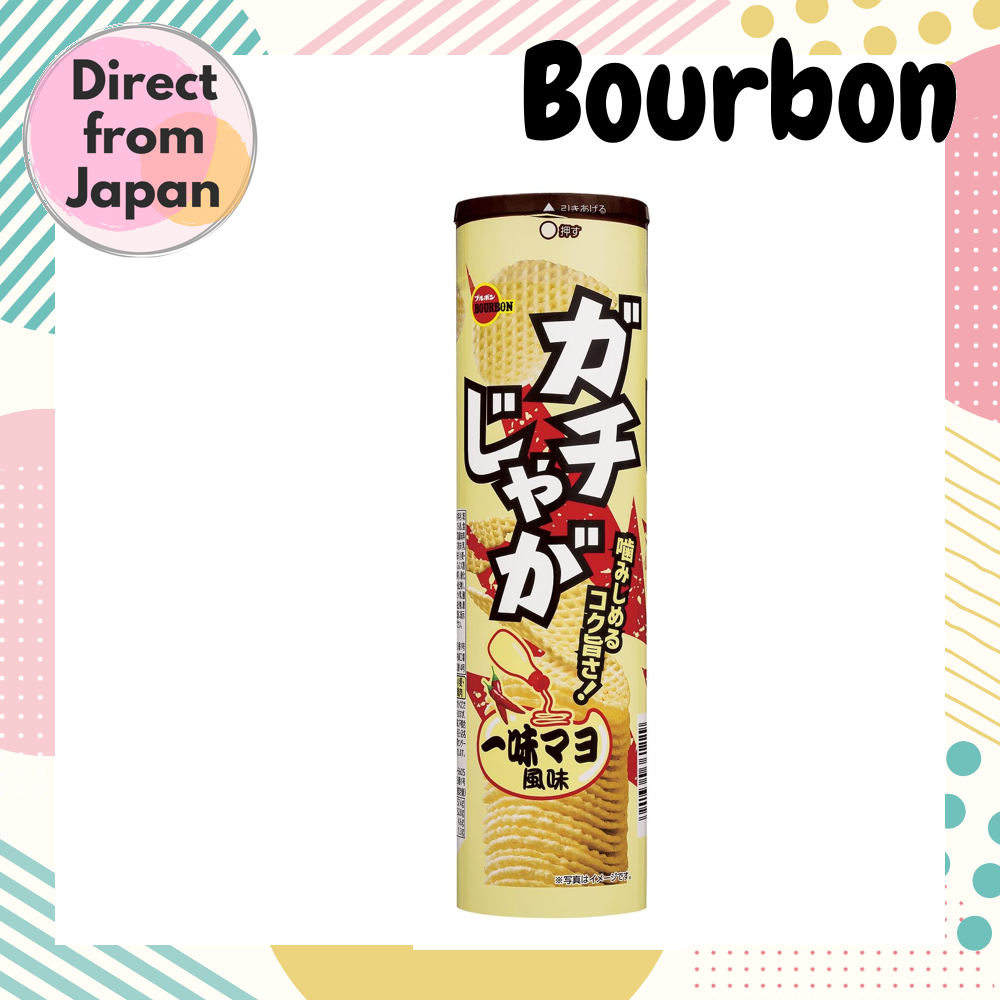 Direct
from
Japan
Bourbon
引きあげる
押す
ブルボン
BOURBON
ガチ
じゃが
噛みしめる
コク旨さ!
一味マヨ
風味
※写真はイメージです。